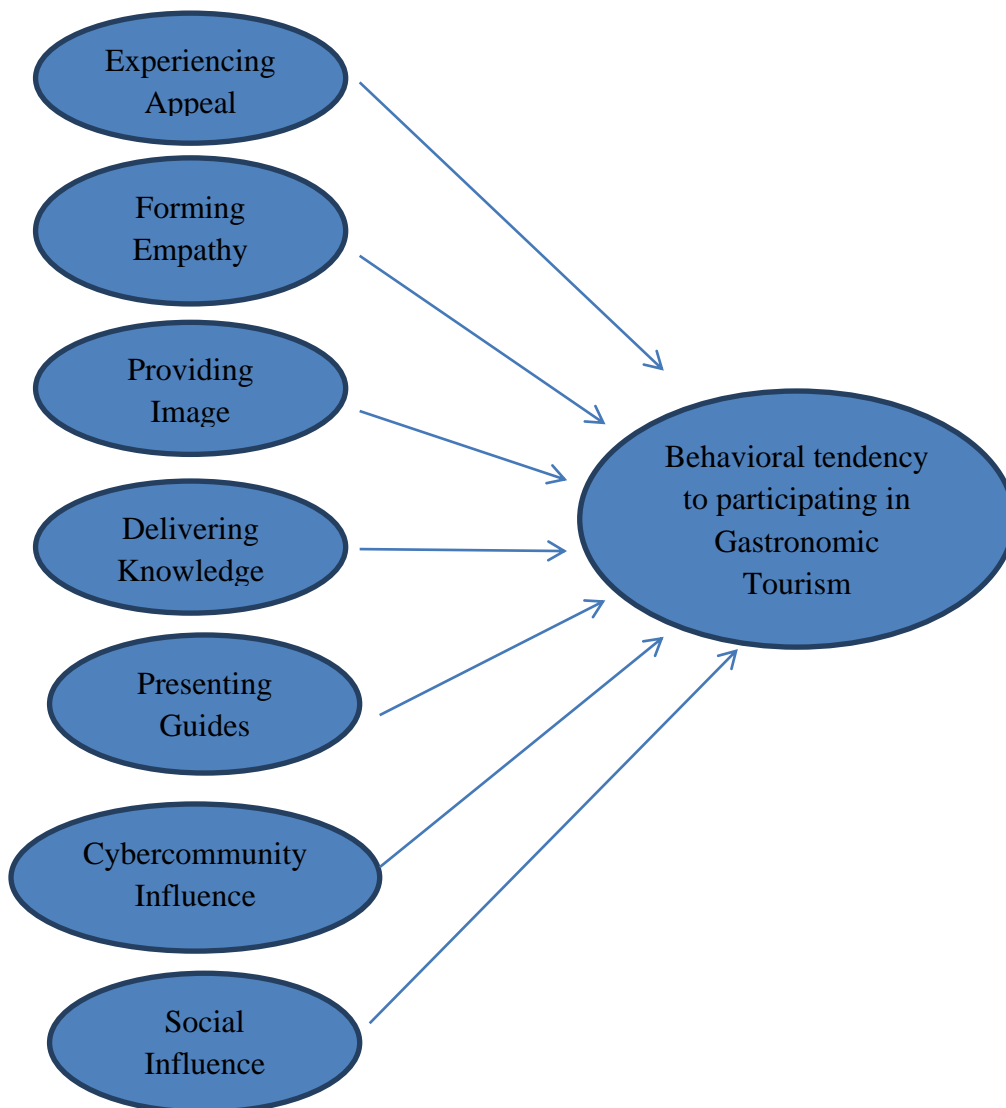 Experiencing
Appeal
Forming
Empathy
Providing
Image
Delivering
Knowledge
Presenting
Guides
Cybercommunity
Influence
Social
Influence
Behavioral tendency
to participating in
Gastronomic
Tourism